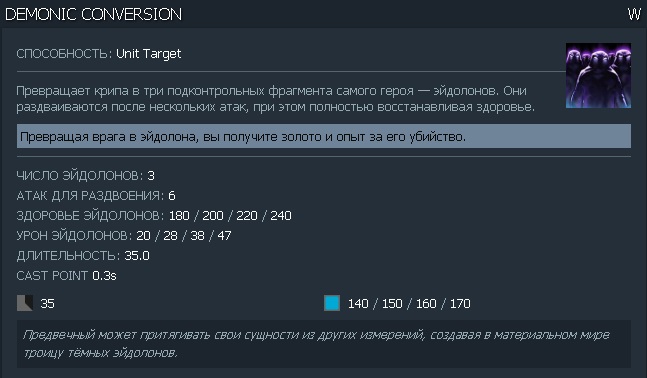 DEMONIC CONVERSION W
СПОСОБНОСТЬ: Unit Target
Превращает крипа в три подконтрольных фрагмента самого героя — эйдолонов. Они
раздваиваются после нескольких атак, при этом полностью восстанавливая здоровье.
Превращая врага в эйдолона, вы получите золото и опыт за его убийство.
ЧИСЛО ЭЙДОЛОНОВ: 3
АТАК ДЛЯ РАЗДВОЕНИЯ: 6
ЗДОРОВЬЕ ЭЙДОЛОНОВ: 180 / 200 / 220 / 240
УРОН ЭЙДОЛОНОВ: 20 / 28 / 38 / 47
ДЛИТЕЛЬНОСТЬ: 35.0
CAST POINT 0.3s
35 140 / 150 / 160 / 170
Предвечный может притягивать свои сущности из других измерений, создавая в материальном мире
троицу тёмных эйдолонов.